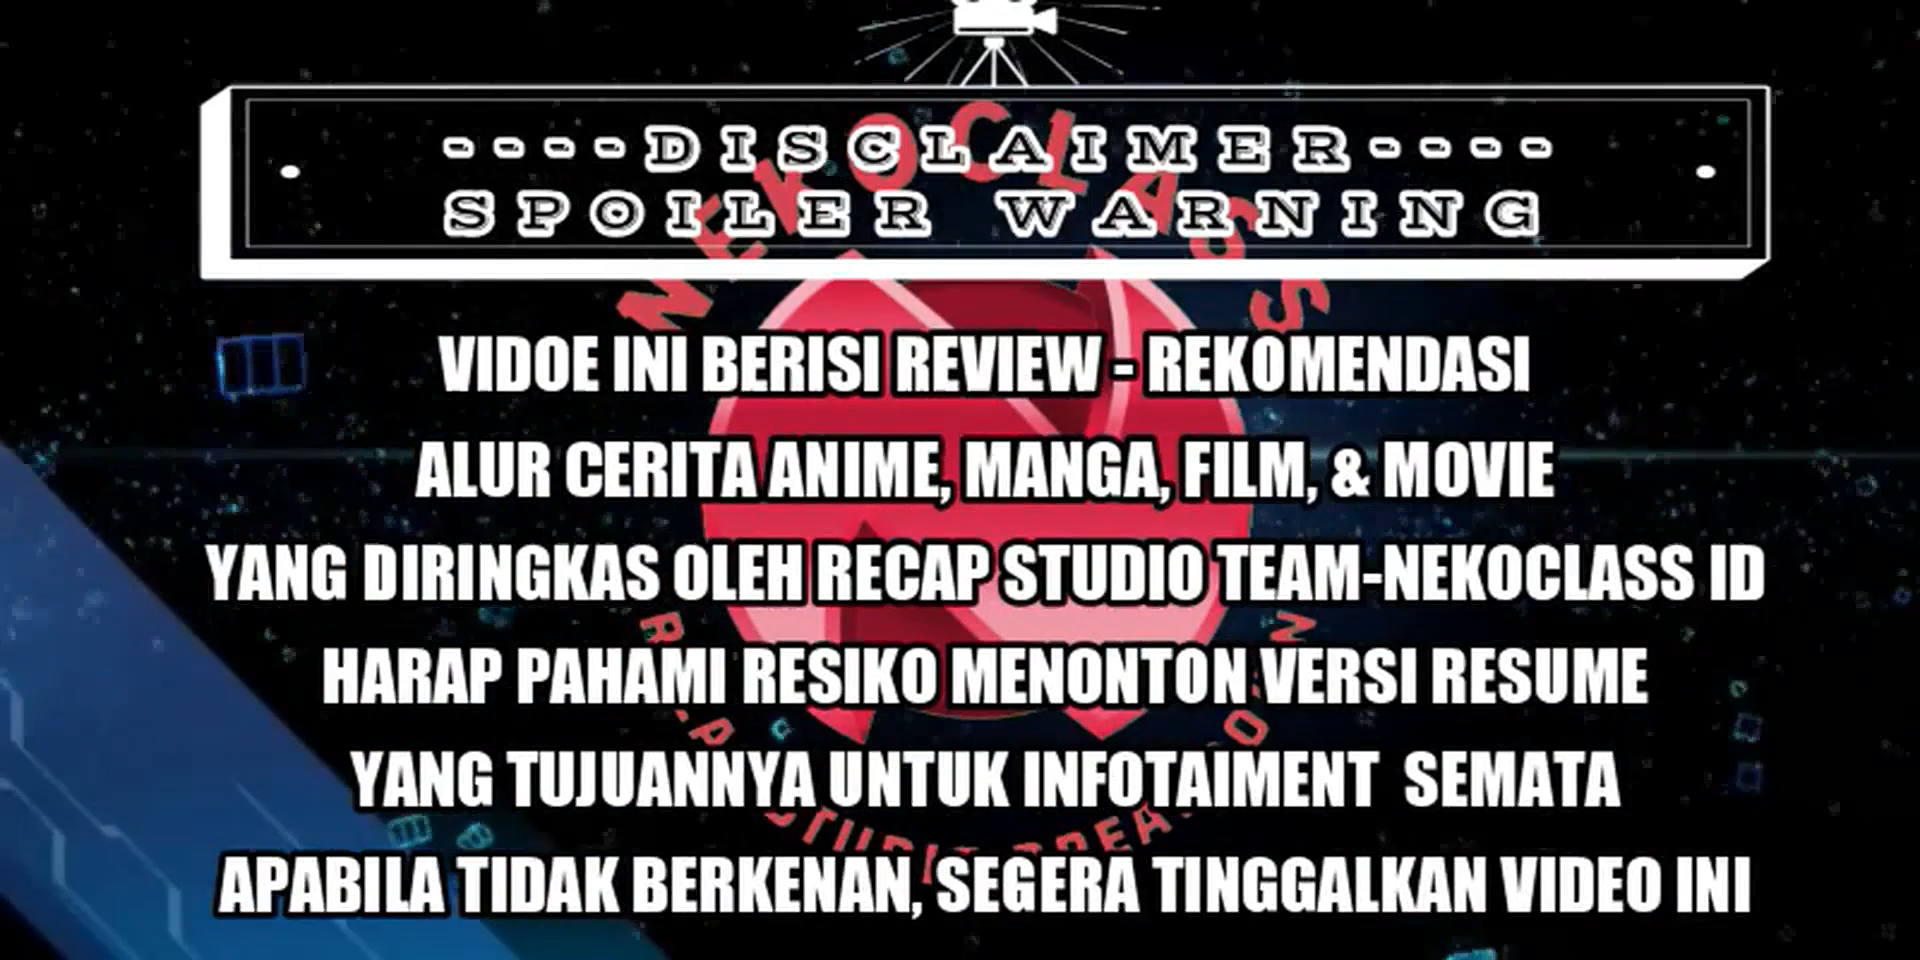 ----DISCLAIMER----
SPOILER WARNING
NEKOCLASS
VIDOE INI BERISI REVIEW - REKOMENDASI
ALUR CERITA ANIME, MANGA, FILM, & MOVIE
YANG DIRINGKAS OLEH RECAP STUDIO TEAM-NEKOCLASS ID
HARAP PAHAMI RESIKO MENONTON VERSI RESUME
YANG TUJUANNYA UNTUK INFOTAIMENT SEMATA
APABILA TIDAK BERKENAN, SEGERA TINGGALKAN VIDEO INI